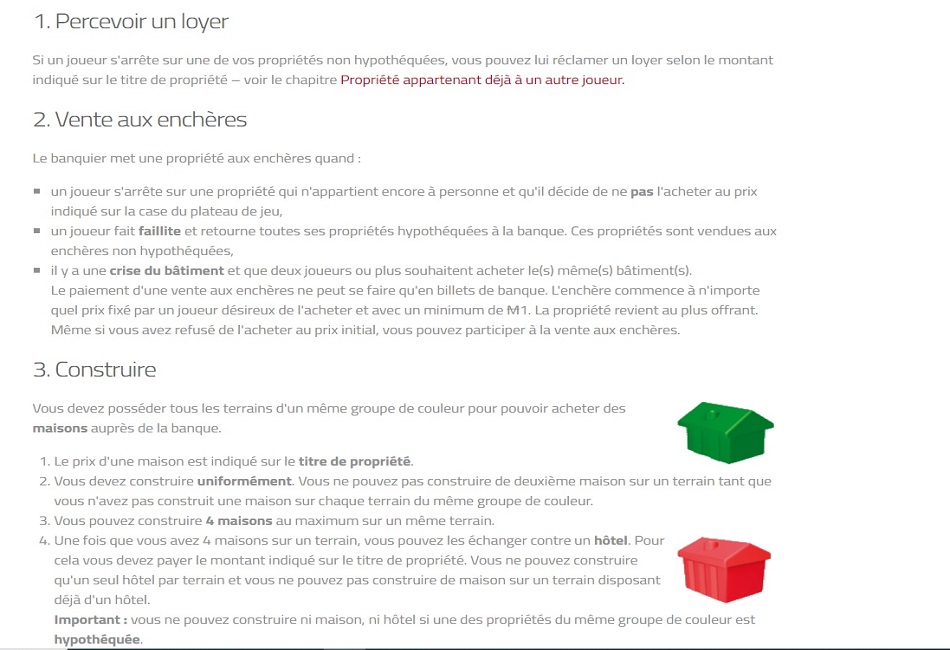 1. Percevoir un loyer
Si un joueur s'arrête sur une de vos propriétés non hypothéquées, vous pouvez lui réclamer un loyer selon le montant
indiqué sur le titre de propriété – voir le chapitre Propriété appartenant déjà à un autre joueur.
2. Vente aux enchères
Le banquier met une propriété aux enchères quand :
▪ un joueur s'arrête sur une propriété qui n'appartient encore à personne et qu'il décide de ne pas l'acheter au prix
indiqué sur la case du plateau de jeu,
▪ un joueur fait faillite et retourne toutes ses propriétés hypothéquées à la banque. Ces propriétés sont vendues aux
enchères non hypothéquées,
▪ il y a une crise du bâtiment et que deux joueurs ou plus souhaitent acheter le(s) même(s) bâtiment(s).
Le paiement d'une vente aux enchères ne peut se faire qu'en billets de banque. L'enchère commence à n'importe
quel prix fixé par un joueur désireux de l'acheter et avec un minimum de M1. La propriété revient au plus offrant.
Même si vous avez refusé de l'acheter au prix initial, vous pouvez participer à la vente aux enchères.
3. Construire
Vous devez posséder tous les terrains d'un même groupe de couleur pour pouvoir acheter des
maisons auprès de la banque.
1. Le prix d'une maison est indiqué sur le titre de propriété.
2. Vous devez construire uniformément. Vous ne pouvez pas construire de deuxième maison sur un terrain tant que
vous n'avez pas construit une maison sur chaque terrain du même groupe de couleur.
3. Vous pouvez construire 4 maisons au maximum sur un même terrain.
4. Une fois que vous avez 4 maisons sur un terrain, vous pouvez les échanger contre un hôtel. Pour
cela vous devez payer le montant indiqué sur le titre de propriété. Vous ne pouvez construire
qu'un seul hôtel par terrain et vous ne pouvez pas construire de maison sur un terrain disposant
déjà d'un hôtel.
Important : vous ne pouvez construire ni maison, ni hôtel si une des propriétés du même groupe de couleur est
hypothéquée.